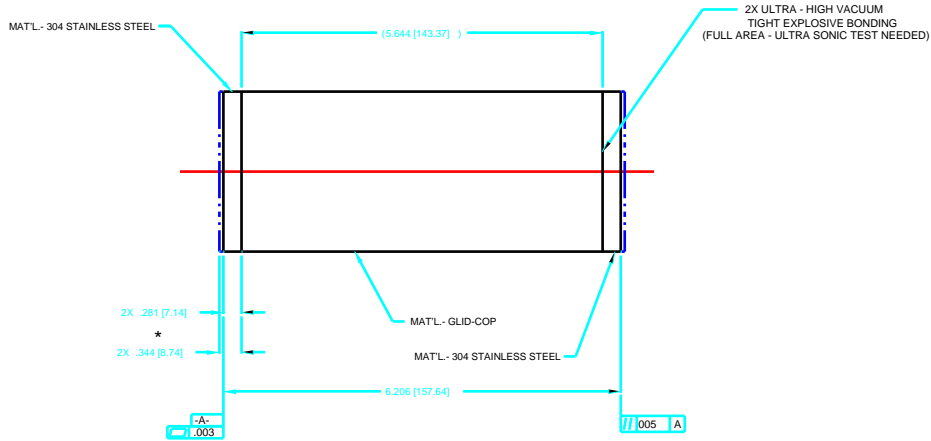 2X ULTRA - HIGH VACUUM
TIGHT EXPLOSIVE BONDING
(FULL AREA - ULTRA SONIC TEST NEEDED)
MAT'L.- 304 STAINLESS STEEL
(5.644 [143.37] )
2X .281 [7.14]
*
2X .344 [8.74]
MAT'L.- GLID-COP
MAT'L.- 304 STAINLESS STEEL
6.206 [157.64]
-A-
.003
// 005 A